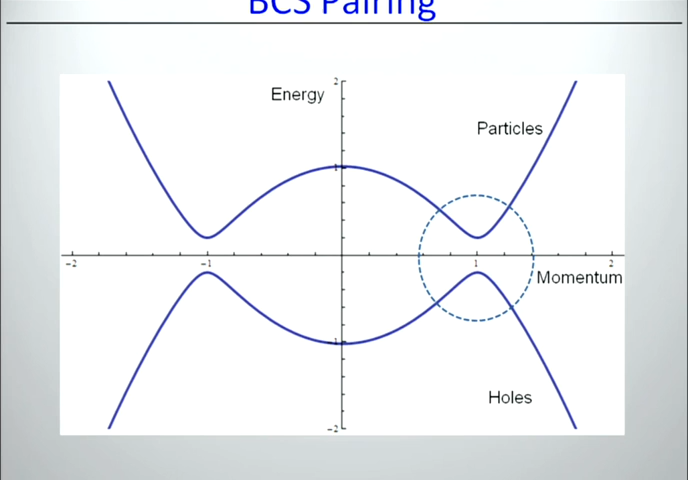 BCS Pairing
Energy
2
Particles
1
-2
-1
1
2
Momentum
-1
Holes
-2